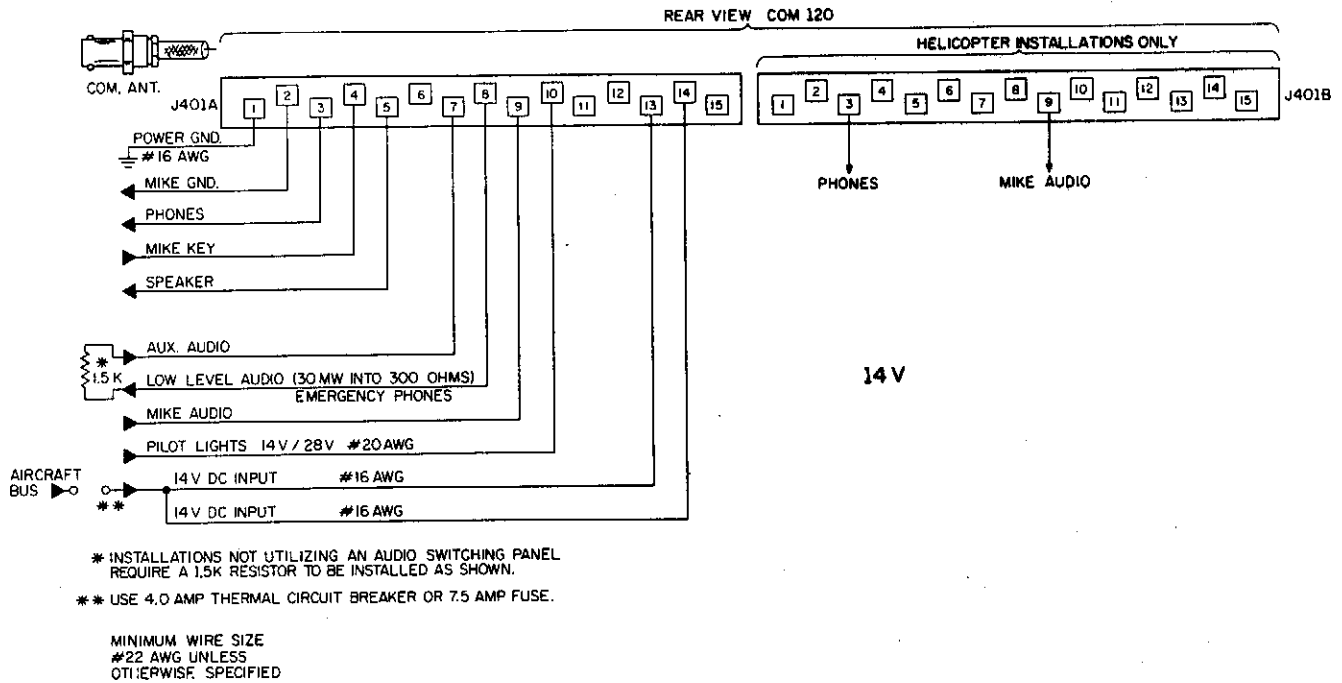 REAR VIEW COM 120
HELICOPTER INSTALLATIONS ONLY
COM. ANT.
J401A
1 2 3 4 5 6 7 8 9 10 11 12 13 14 15
1 2 3 4 5 6 7 8 9 10 11 12 13 14 15
J401B
POWER GND.
#16 AWG
MIKE GND.
PHONES
MIKE AUDIO
PHONES
MIKE KEY
SPEAKER
AUX. AUDIO
* 1.5 K
LOW LEVEL AUDIO (30 MW INTO 300 OHMS)
EMERGENCY PHONES
14 V
MIKE AUDIO
PILOT LIGHTS 14V / 28V #20 AWG
AIRCRAFT
BUS
**
14 V DC INPUT #16 AWG
14 V DC INPUT #16 AWG
* INSTALLATIONS NOT UTILIZING AN AUDIO SWITCHING PANEL
REQUIRE A 1.5K RESISTOR TO BE INSTALLED AS SHOWN.
** USE 4.0 AMP THERMAL CIRCUIT BREAKER OR 7.5 AMP FUSE.
MINIMUM WIRE SIZE
#22 AWG UNLESS
OTHERWISE SPECIFIED